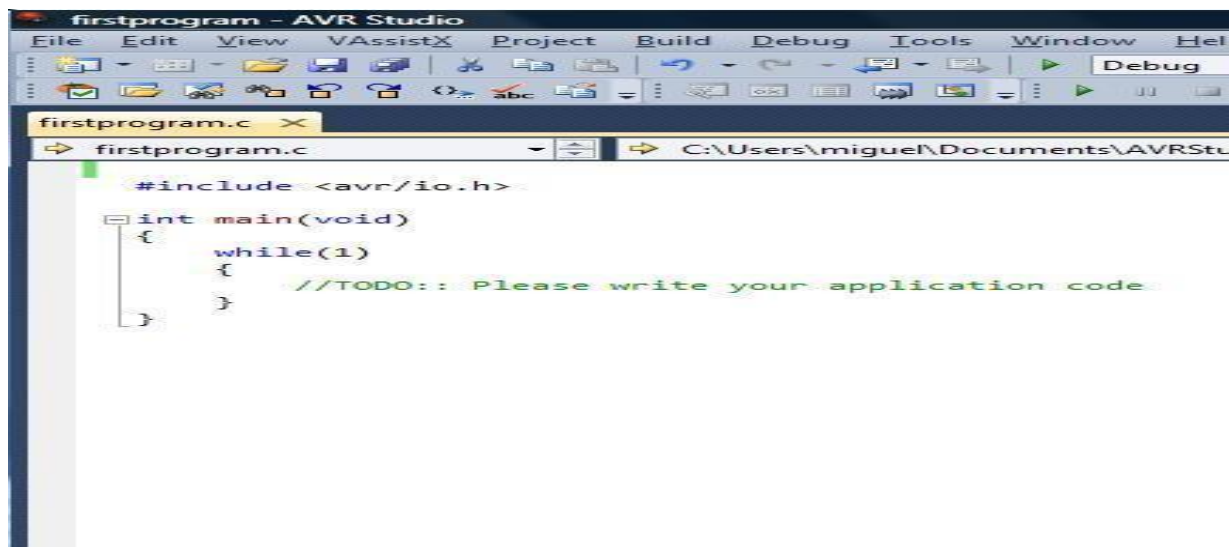 firstprogram - AVR Studio
File Edit View VAssistX Project Build Debug Tools Window Hel
Debug
abc
firstprogram.c
firstprogram.c C:\Users\miguel\Documents\AVRStu
#include <avr/io.h>
int main(void)
{
while(1)
{
//TODO:: Please write your application code
}
}